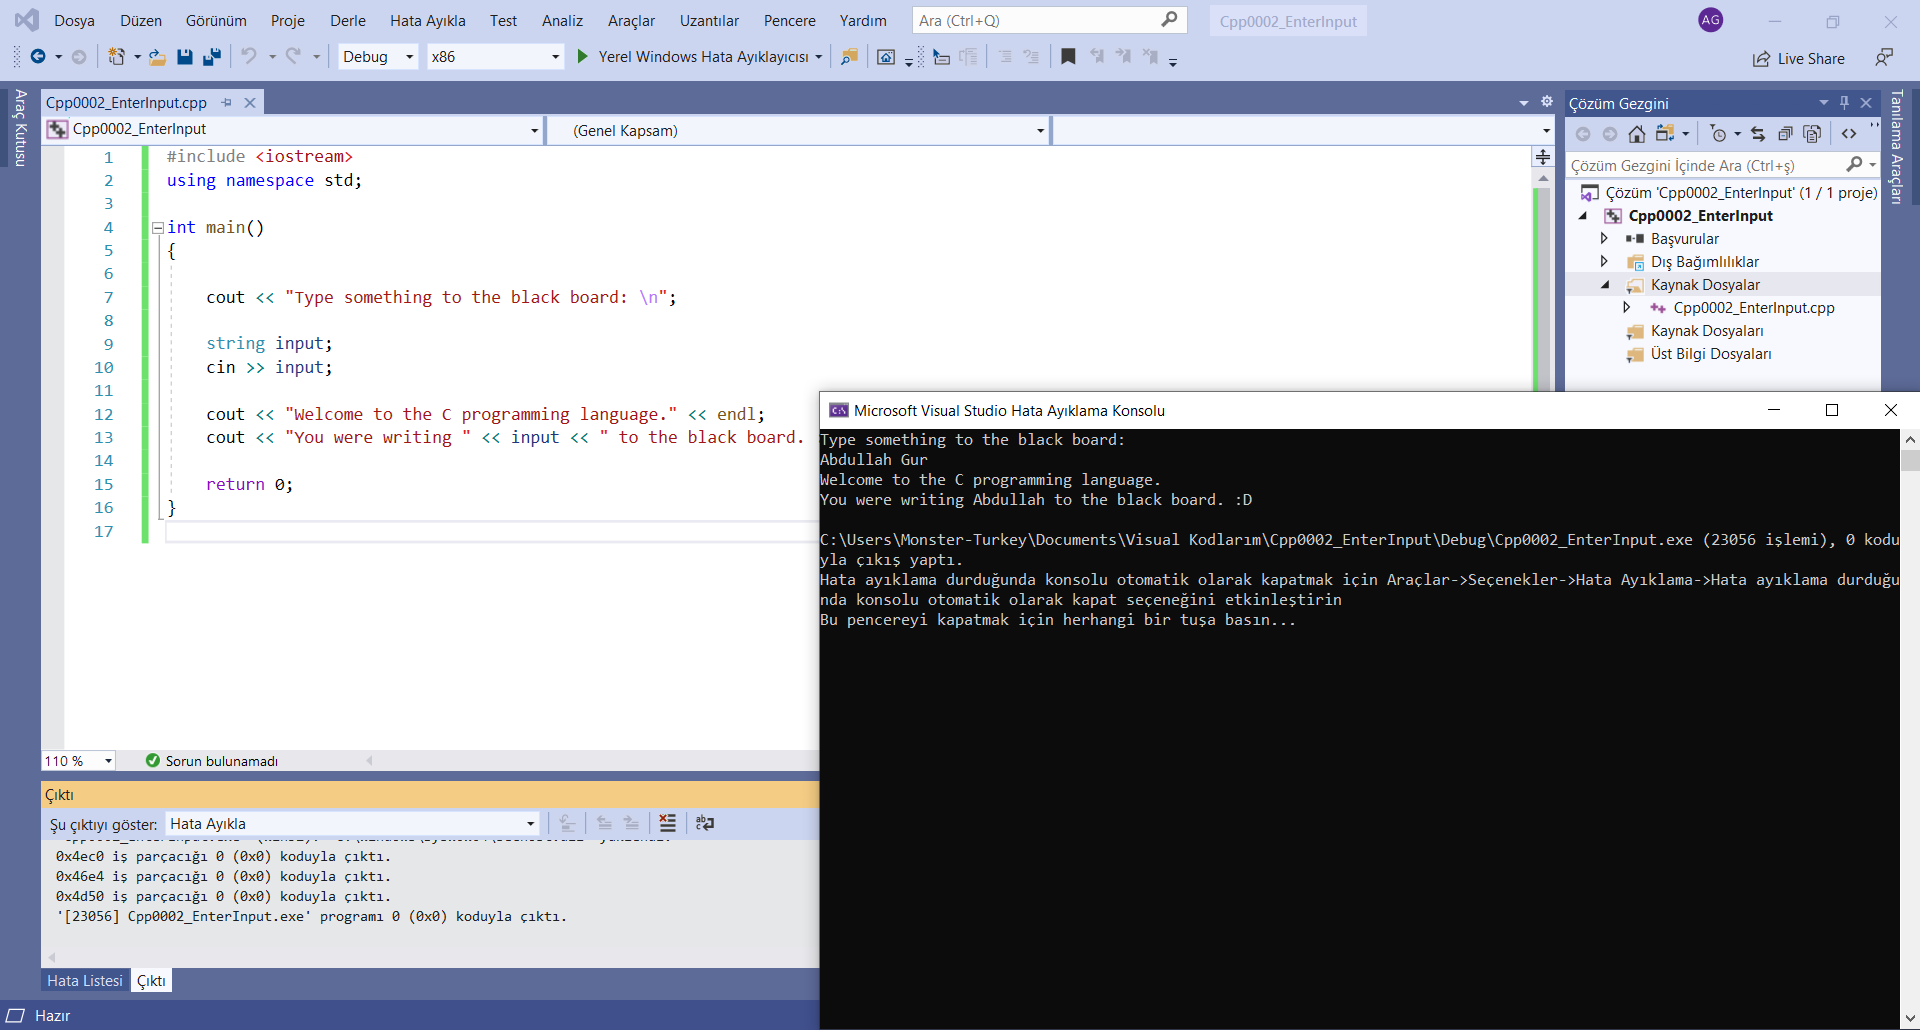 Dosya Düzen Görünüm Proje Derle Hata Ayıkla Test Analiz Araçlar Uzantılar Pencere Yardım Ara (Ctrl+Q) Cpp0002_EnterInput AG
Debug x86 Yerel Windows Hata Ayıklayıcısı Live Share
Araç Kutusu
Cpp0002_EnterInput.cpp
Cpp0002_EnterInput (Genel Kapsam)
1 #include <iostream>
2 using namespace std;
3
4 int main()
5 {
6
7 cout << "Type something to the black board: \n";
8
9 string input;
10 cin >> input;
11
12 cout << "Welcome to the C programming language." << endl;
13 cout << "You were writing " << input << " to the black board.
14
15 return 0;
16 }
17
110 % Sorun bulunamadı
Çözüm Gezgini
Çözüm Gezgini İçinde Ara (Ctrl+ş)
Çözüm 'Cpp0002_EnterInput' (1 / 1 proje)
Cpp0002_EnterInput
Başvurular
Dış Bağımlılıklar
Kaynak Dosyalar
Cpp0002_EnterInput.cpp
Kaynak Dosyaları
Üst Bilgi Dosyaları
Tanılama Araçları
Microsoft Visual Studio Hata Ayıklama Konsolu
Type something to the black board:
Abdullah Gur
Welcome to the C programming language.
You were writing Abdullah to the black board. :D
C:\Users\Monster-Turkey\Documents\Visual Kodlarım\Cpp0002_EnterInput\Debug\Cpp0002_EnterInput.exe (23056 işlemi), 0 kodu
yla çıkış yaptı.
Hata ayıklama durduğunda konsolu otomatik olarak kapatmak için Araçlar->Seçenekler->Hata Ayıklama->Hata ayıklama durduğu
nda konsolu otomatik olarak kapat seçeneğini etkinleştirin
Bu pencereyi kapatmak için herhangi bir tuşa basın...
Çıktı
Şu çıktıyı göster: Hata Ayıkla
0x4ec0 iş parçacığı 0 (0x0) koduyla çıktı.
0x46e4 iş parçacığı 0 (0x0) koduyla çıktı.
0x4d50 iş parçacığı 0 (0x0) koduyla çıktı.
'[23056] Cpp0002_EnterInput.exe' programı 0 (0x0) koduyla çıktı.
Hata Listesi Çıktı
Hazır